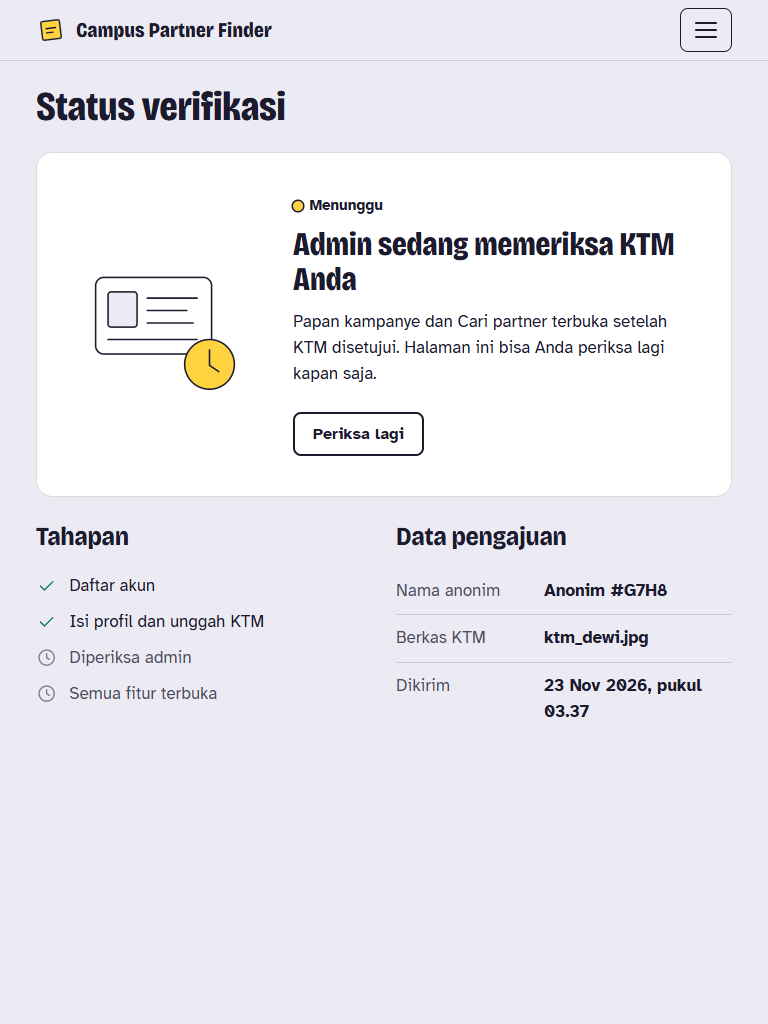 Campus Partner Finder
Status verifikasi
Menunggu
Admin sedang memeriksa KTM
Anda
Papan kampanye dan Cari partner terbuka setelah
KTM disetujui. Halaman ini bisa Anda periksa lagi
kapan saja.
Periksa lagi
Tahapan
Daftar akun
Isi profil dan unggah KTM
Diperiksa admin
Semua fitur terbuka
Data pengajuan
Nama anonim Anonim #G7H8
Berkas KTM ktm_dewi.jpg
Dikirim 23 Nov 2026, pukul
03.37